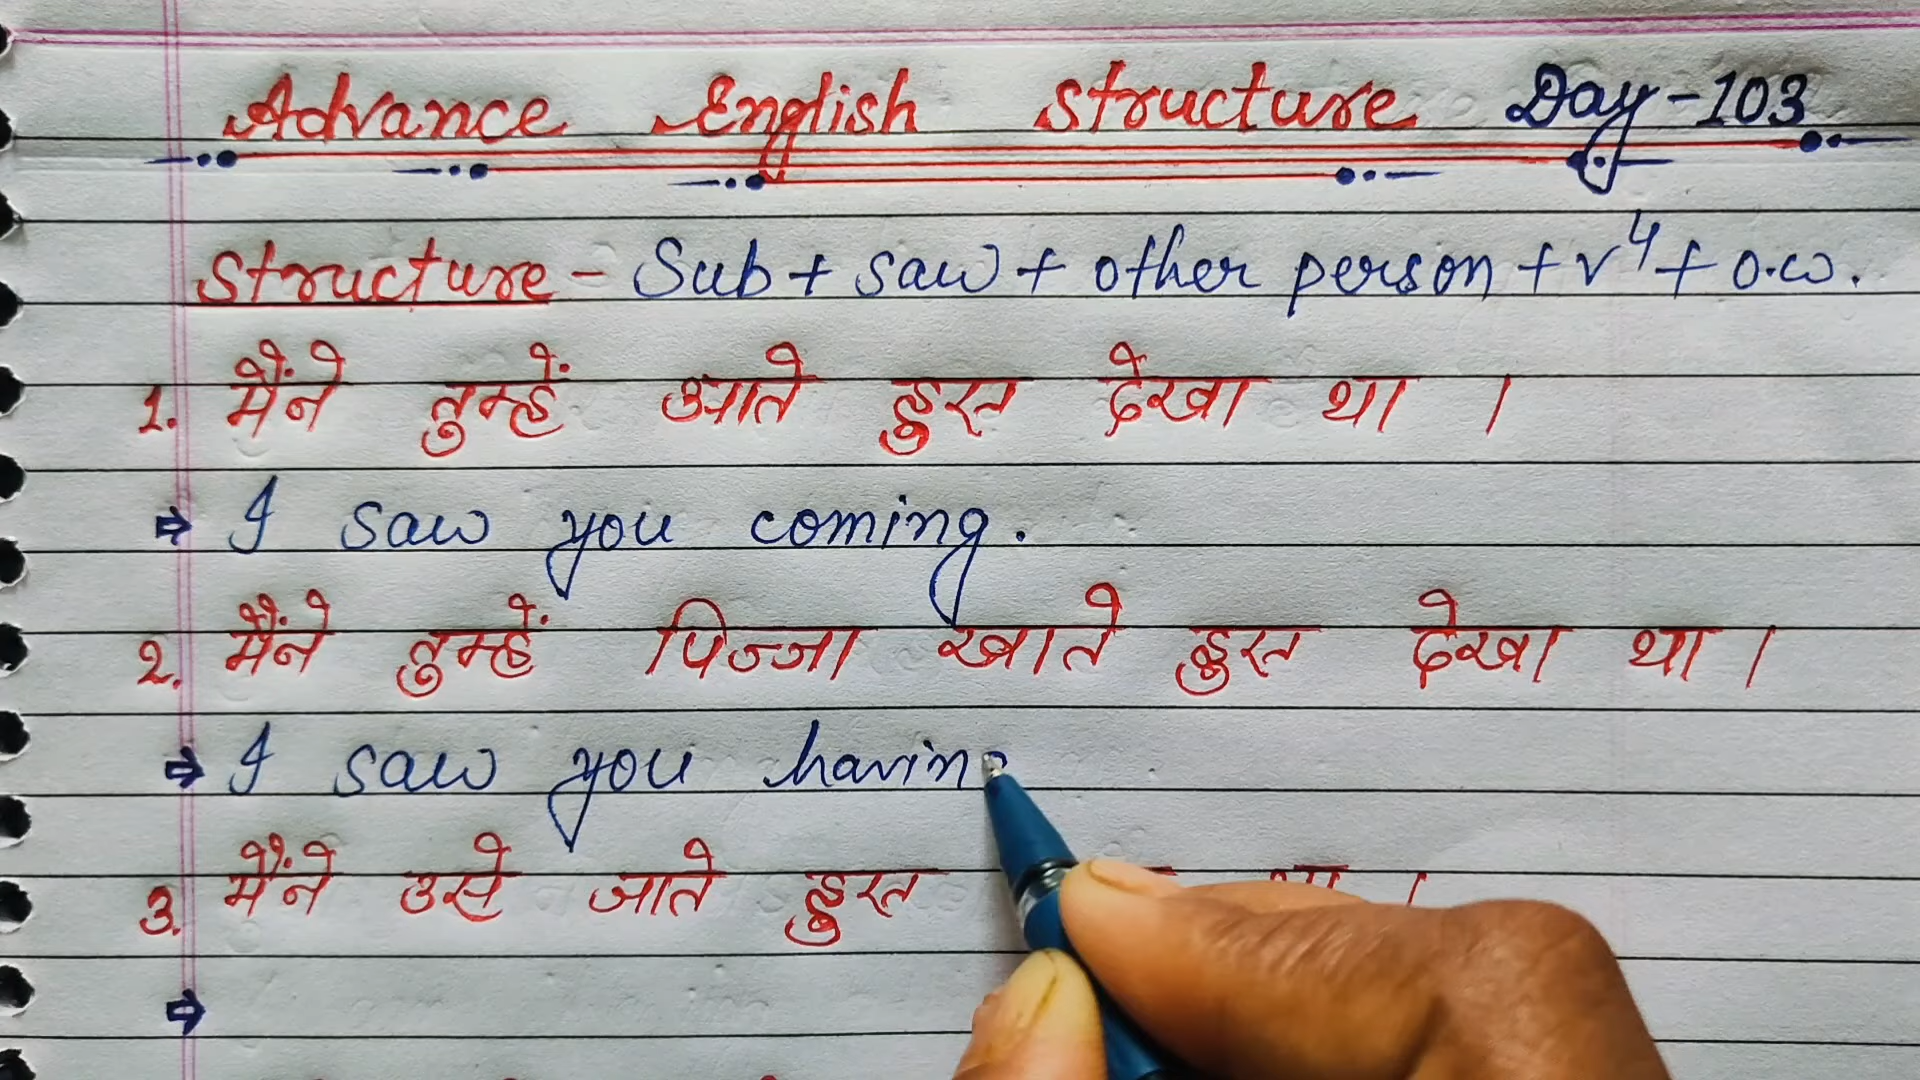 Advance English structure Day-103
Structure - Sub + saw + other person + v⁴ + o.w.
1. मैंने तुम्हें आते हुए देखा था ।
⇒ I saw you coming.
2. मैंने तुम्हें पिज्जा खाते हुए देखा था ।
⇒ I saw you havin
3. मैंने उसे जाते हुए था ।
⇒